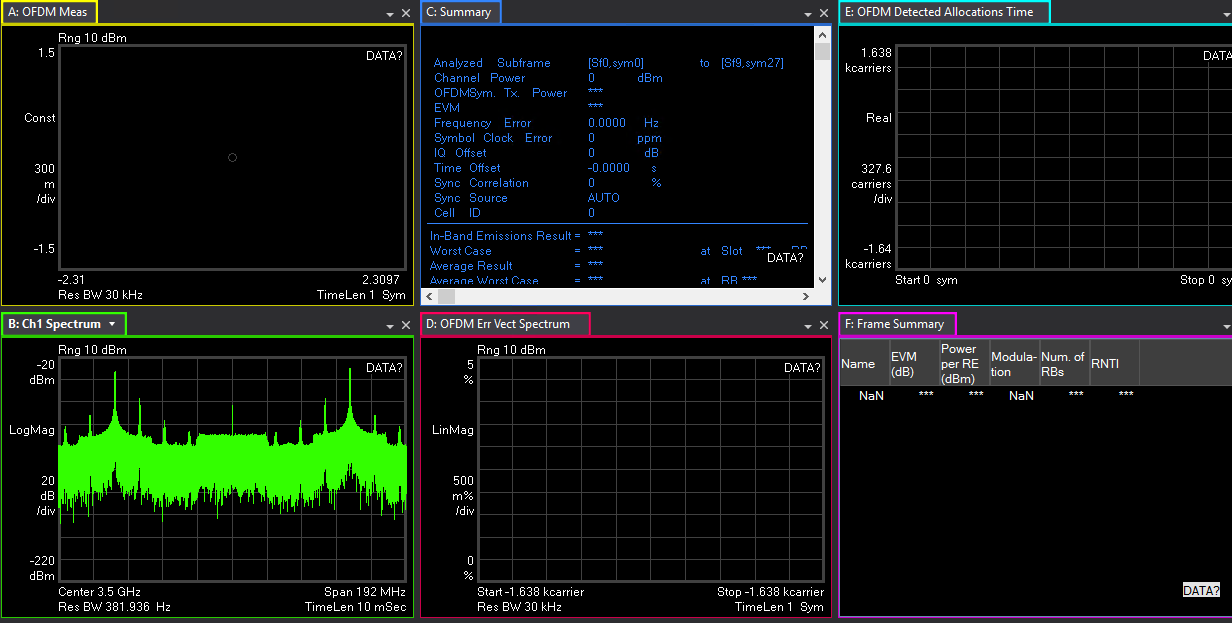 A: OFDM Meas
Rng 10 dBm
1.5
DATA?
Const
300
m
/div
-1.5
-2.31
2.3097
Res BW 30 kHz
TimeLen 1 Sym
C: Summary
Analyzed Subframe [Sf0,sym0] to [Sf9,sym27]
Channel Power 0 dBm
OFDMSym. Tx. Power ***
EVM ***
Frequency Error 0.0000 Hz
Symbol Clock Error 0 ppm
IQ Offset 0 dB
Time Offset -0.0000 s
Sync Correlation 0 %
Sync Source AUTO
Cell ID 0
In-Band Emissions Result = ***
Worst Case = *** at Slot *** RB
DATA?
Average Result = ***
Average Worst Case = *** at RB ***
E: OFDM Detected Allocations Time
1.638
kcarriers
DATA
Real
327.6
carriers
/div
-1.64
kcarriers
Start 0 sym
Stop 0 sy
B: Ch1 Spectrum
Rng 10 dBm
-20
dBm
DATA?
LogMag
20
dB
/div
-220
dBm
Center 3.5 GHz
Span 192 MHz
Res BW 381.936 Hz
TimeLen 10 mSec
D: OFDM Err Vect Spectrum
Rng 10 dBm
5
%
DATA?
LinMag
500
m%
/div
0
%
Start -1.638 kcarrier
Stop -1.638 kcarrier
Res BW 30 kHz
TimeLen 1 Sym
F: Frame Summary
Name
EVM
(dB)
Power
per RE
(dBm)
Modula-
tion
Num. of
RBs
RNTI
NaN *** *** NaN *** ***
DATA?